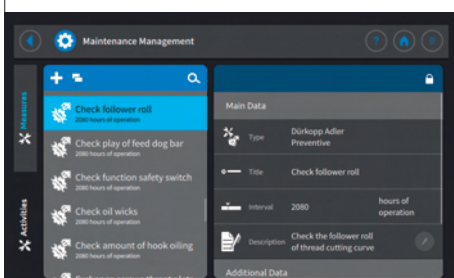 Maintenance Management
?
Measures
Activities
Check follower roll
2080 hours of operation
Check play of feed dog bar
2080 hours of operation
Check function safety switch
2080 hours of operation
Check oil wicks
2080 hours of operation
Check amount of hook oiling
2080 hours of operation
Main Data
Type
Dürkopp Adler
Preventive
Title
Check follower roll
Interval
2080
hours of
operation
Description
Check the follower roll
of thread cutting curve
Additional Data